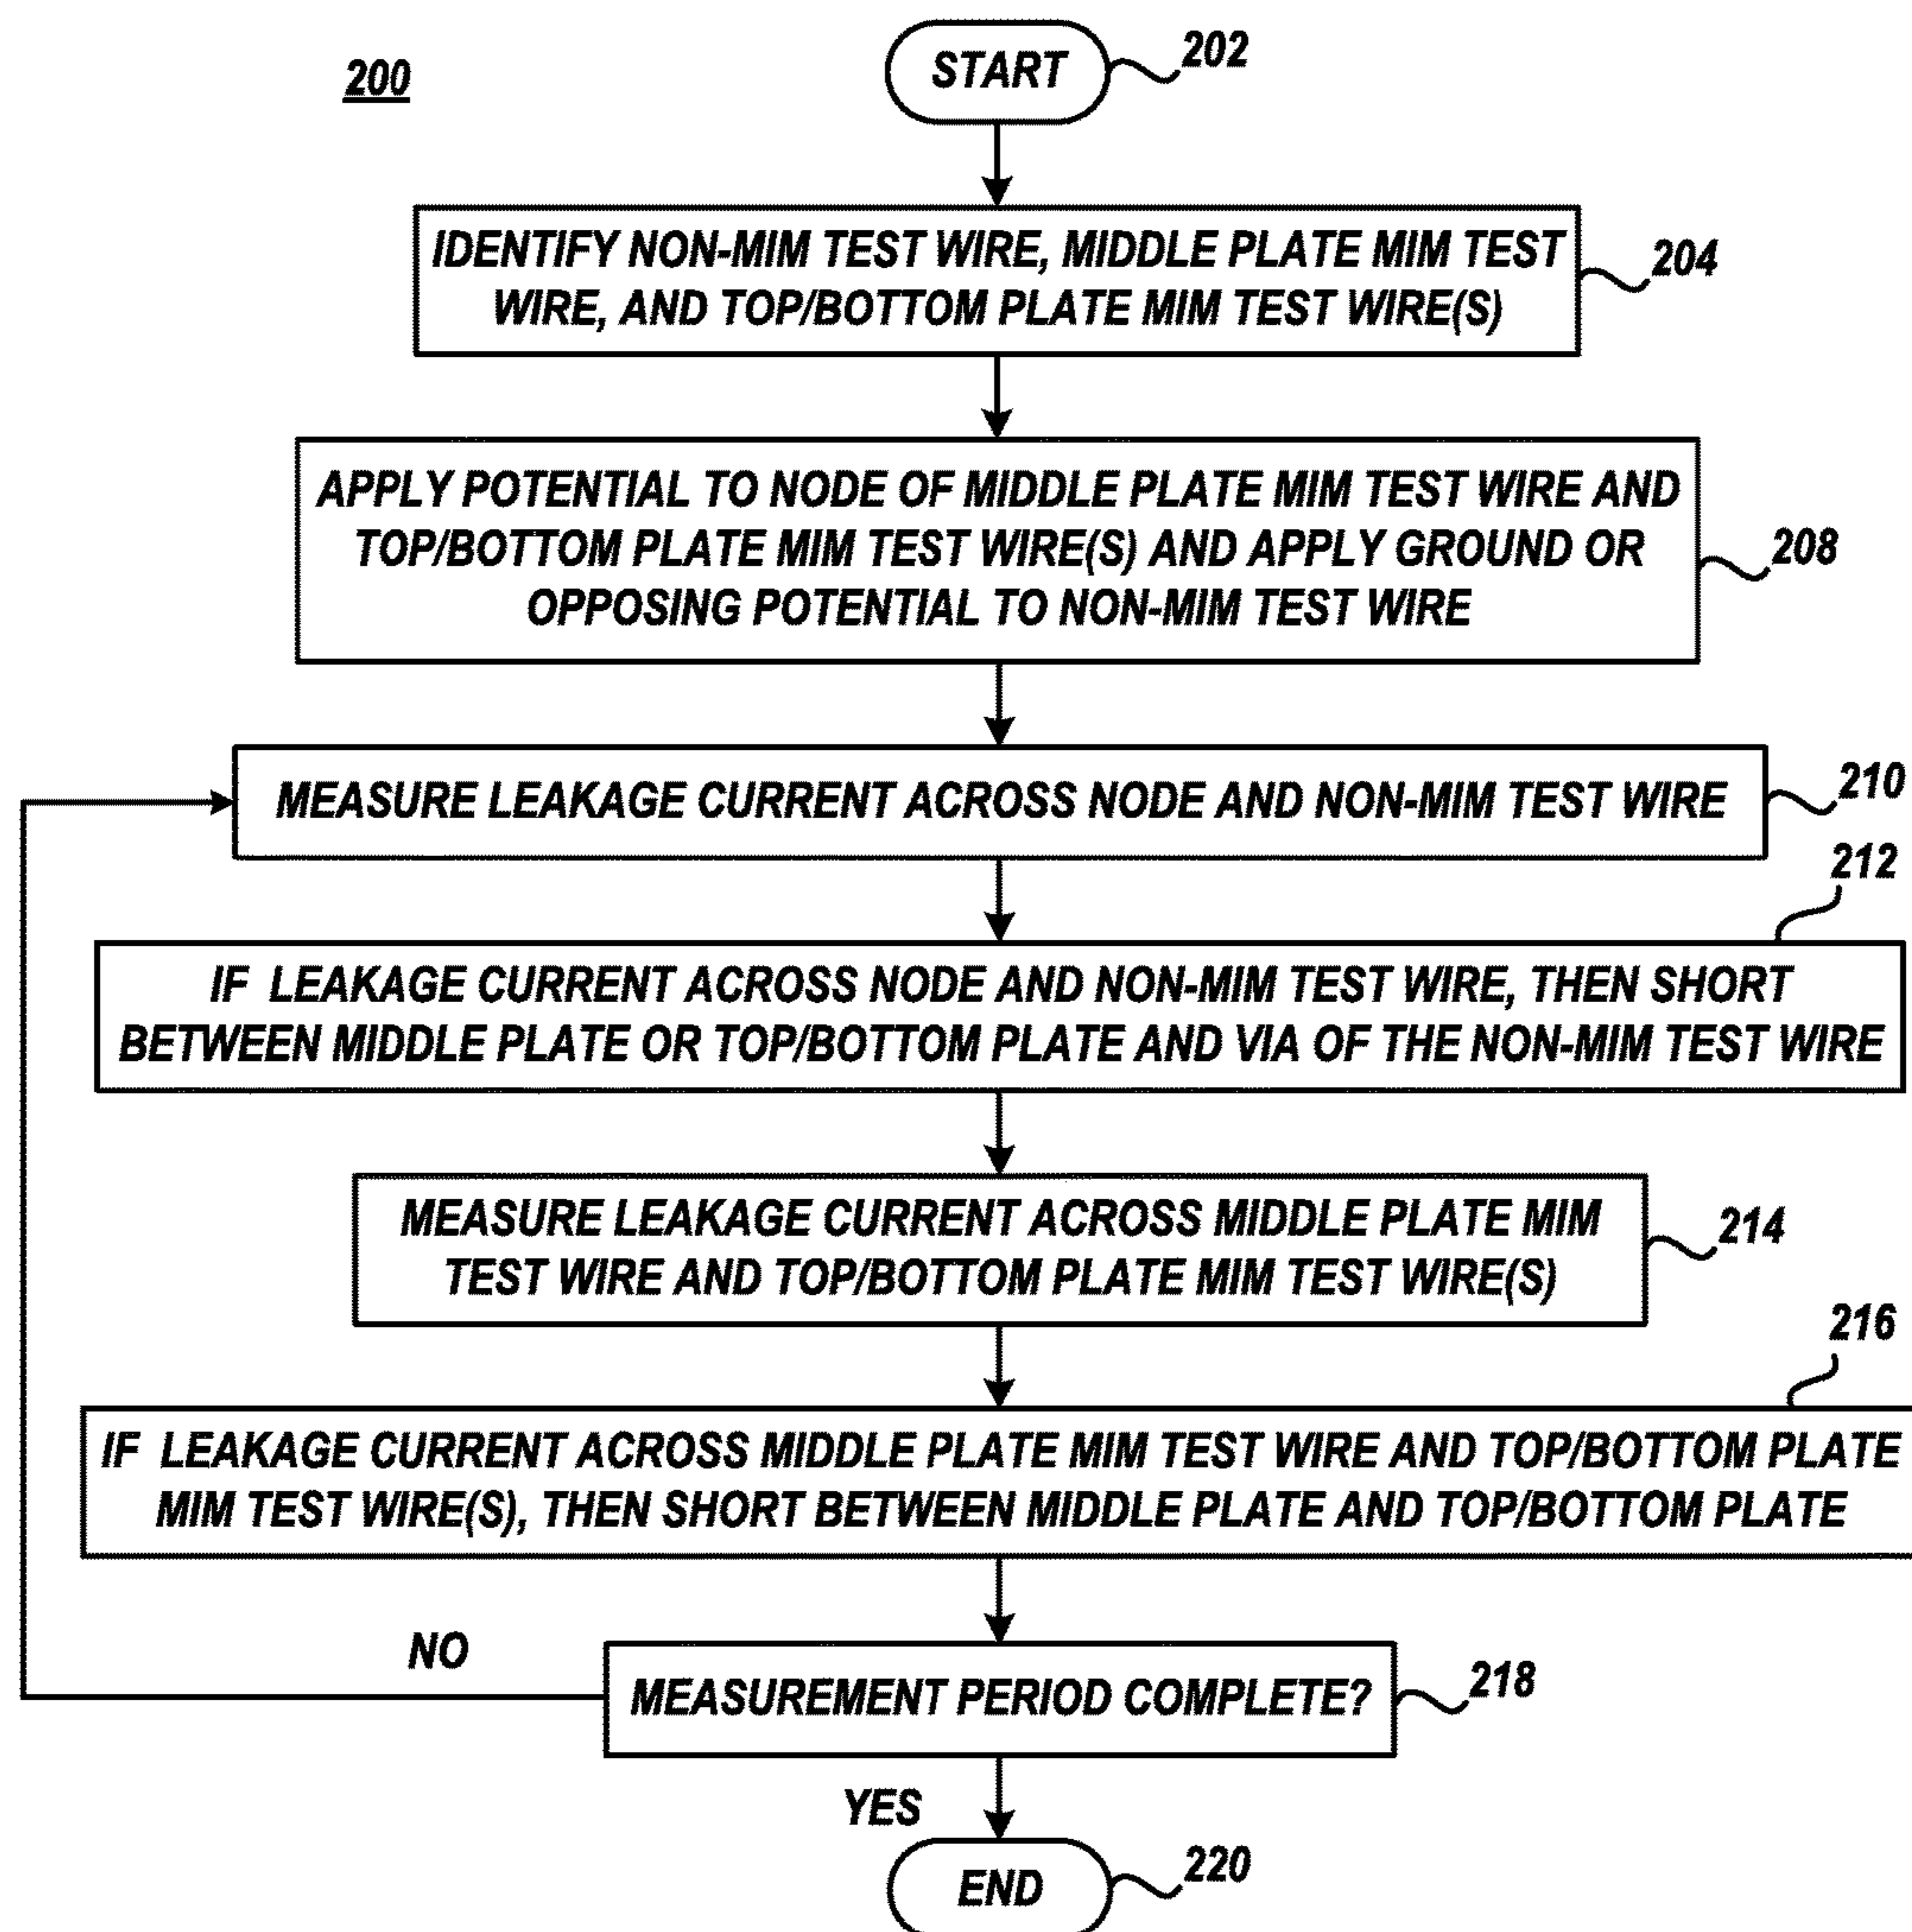 200
START
202
IDENTIFY NON-MIM TEST WIRE, MIDDLE PLATE MIM TEST
WIRE, AND TOP/BOTTOM PLATE MIM TEST WIRE(S)
204
APPLY POTENTIAL TO NODE OF MIDDLE PLATE MIM TEST WIRE AND
TOP/BOTTOM PLATE MIM TEST WIRE(S) AND APPLY GROUND OR
OPPOSING POTENTIAL TO NON-MIM TEST WIRE
208
MEASURE LEAKAGE CURRENT ACROSS NODE AND NON-MIM TEST WIRE
210
212
IF LEAKAGE CURRENT ACROSS NODE AND NON-MIM TEST WIRE, THEN SHORT
BETWEEN MIDDLE PLATE OR TOP/BOTTOM PLATE AND VIA OF THE NON-MIM TEST WIRE
MEASURE LEAKAGE CURRENT ACROSS MIDDLE PLATE MIM
TEST WIRE AND TOP/BOTTOM PLATE MIM TEST WIRE(S)
214
216
IF LEAKAGE CURRENT ACROSS MIDDLE PLATE MIM TEST WIRE AND TOP/BOTTOM PLATE
MIM TEST WIRE(S), THEN SHORT BETWEEN MIDDLE PLATE AND TOP/BOTTOM PLATE
NO
MEASUREMENT PERIOD COMPLETE?
218
YES
END
220